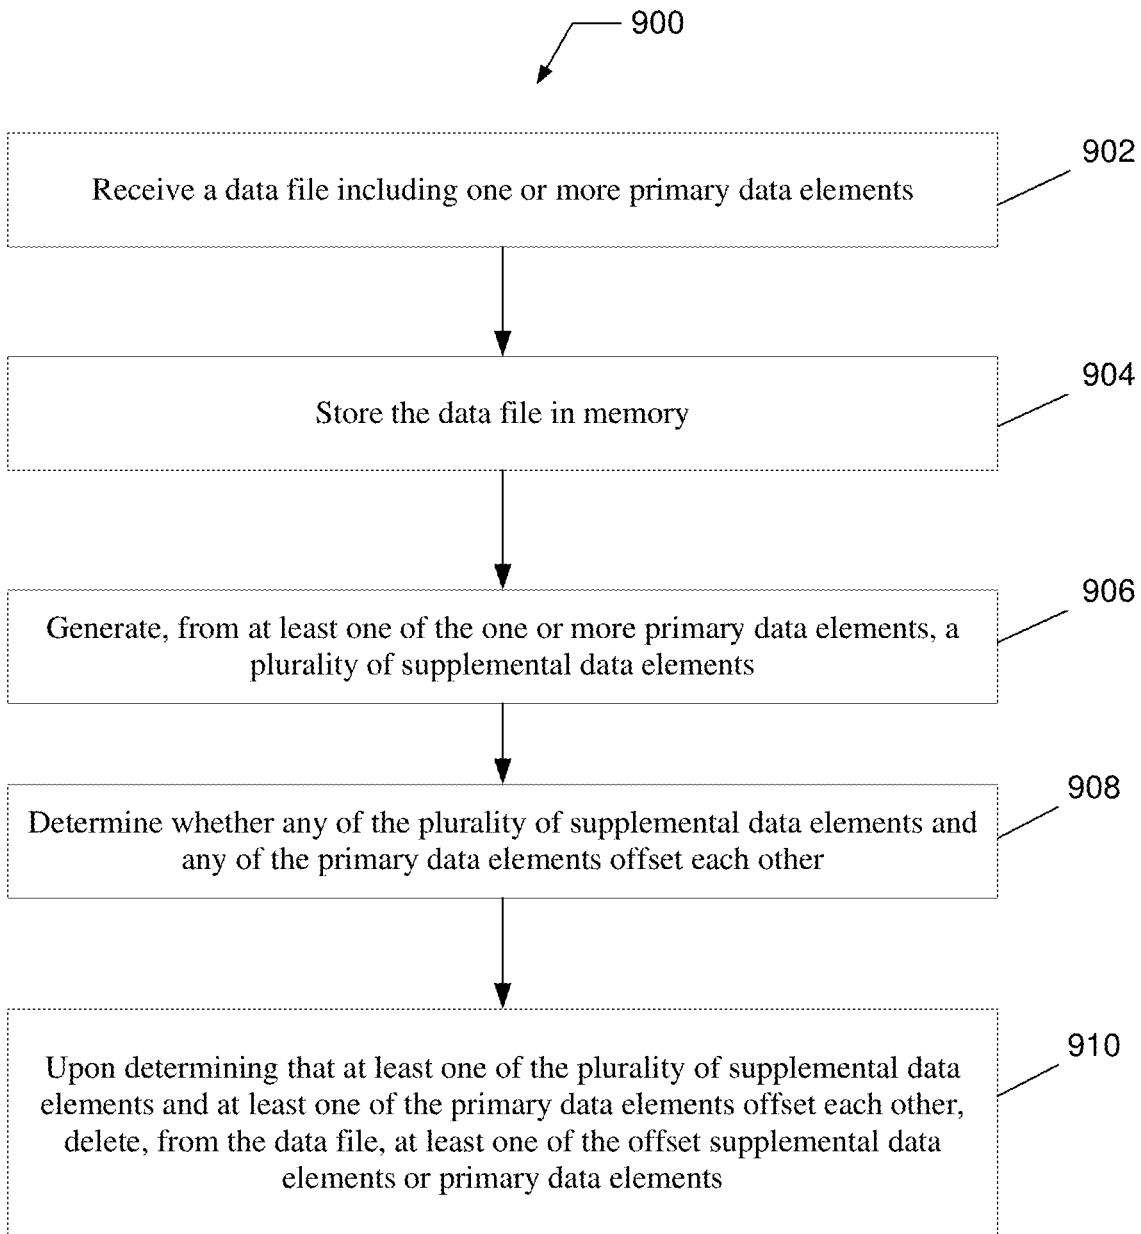 900
902
Receive a data file including one or more primary data elements
904
Store the data file in memory
906
Generate, from at least one of the one or more primary data elements, a
plurality of supplemental data elements
908
Determine whether any of the plurality of supplemental data elements and
any of the primary data elements offset each other
910
Upon determining that at least one of the plurality of supplemental data
elements and at least one of the primary data elements offset each other,
delete, from the data file, at least one of the offset supplemental data
elements or primary data elements